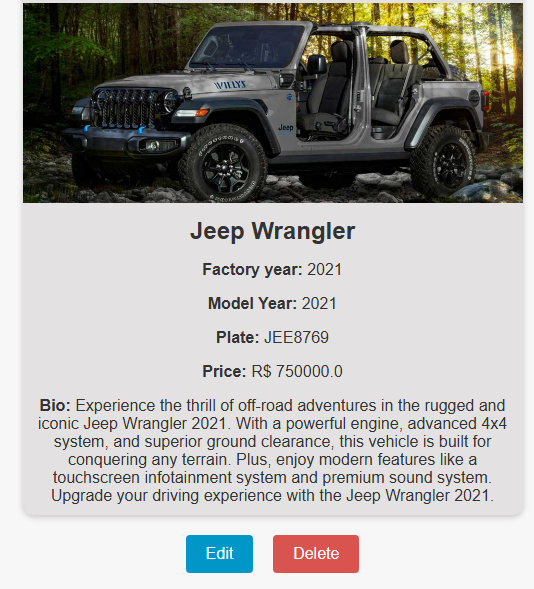 WILLYS
Jeep
Jeep Wrangler
Factory year: 2021
Model Year: 2021
Plate: JEE8769
Price: R$ 750000.0
Bio: Experience the thrill of off-road adventures in the rugged and
iconic Jeep Wrangler 2021. With a powerful engine, advanced 4x4
system, and superior ground clearance, this vehicle is built for
conquering any terrain. Plus, enjoy modern features like a
touchscreen infotainment system and premium sound system.
Upgrade your driving experience with the Jeep Wrangler 2021.
Edit Delete